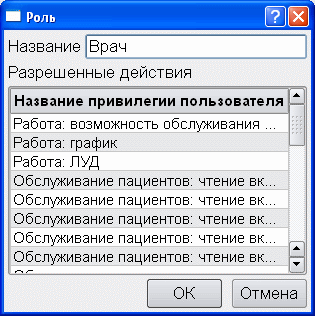 Роль
Название Врач
Разрешенные действия
Название привилегии пользователя
Работа: возможность обслуживания ...
Работа: график
Работа: ЛУД
Обслуживание пациентов: чтение вк...
Обслуживание пациентов: чтение вк...
Обслуживание пациентов: чтение вк...
Обслуживание пациентов: чтение вк...
Обслуживание пациентов: чтение вк...
ОК Отмена